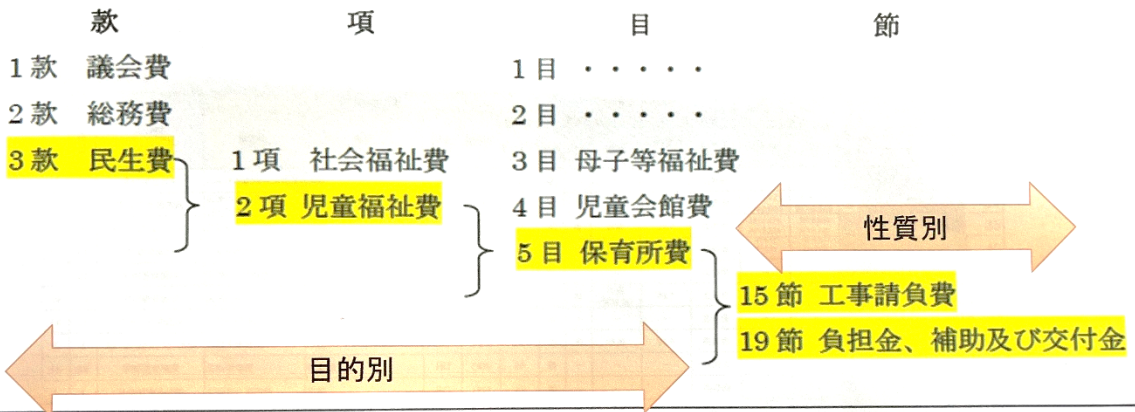 款 項 目 節
1款 議会費 1目 ・・・・・
2款 総務費 2目 ・・・・・
3款 民生費 1項 社会福祉費 3目 母子等福祉費
2項 児童福祉費 4目 児童会館費
性質別
5目 保育所費
15節 工事請負費
19節 負担金、補助及び交付金
目的別